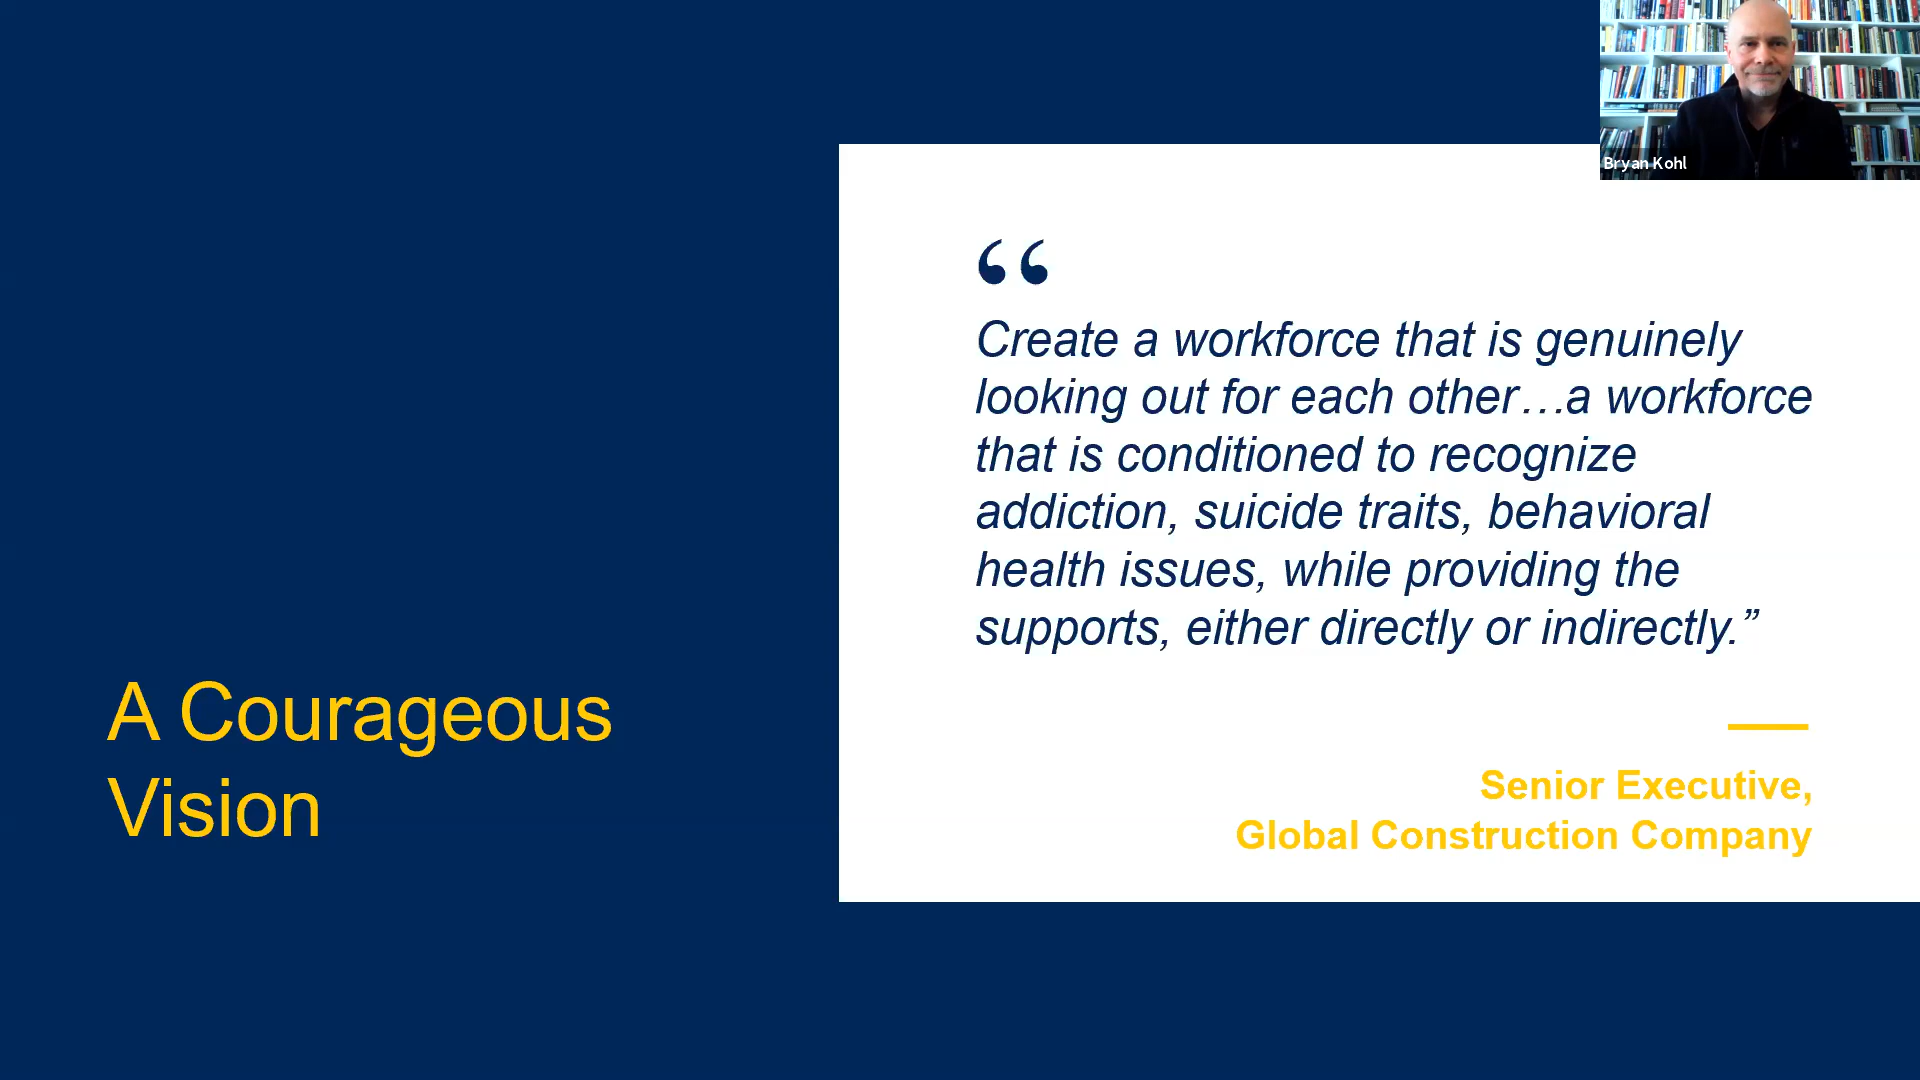 Bryan Kohl
“
Create a workforce that is genuinely
looking out for each other…a workforce
that is conditioned to recognize
addiction, suicide traits, behavioral
health issues, while providing the
supports, either directly or indirectly.”
A Courageous
Vision
Senior Executive,
Global Construction Company